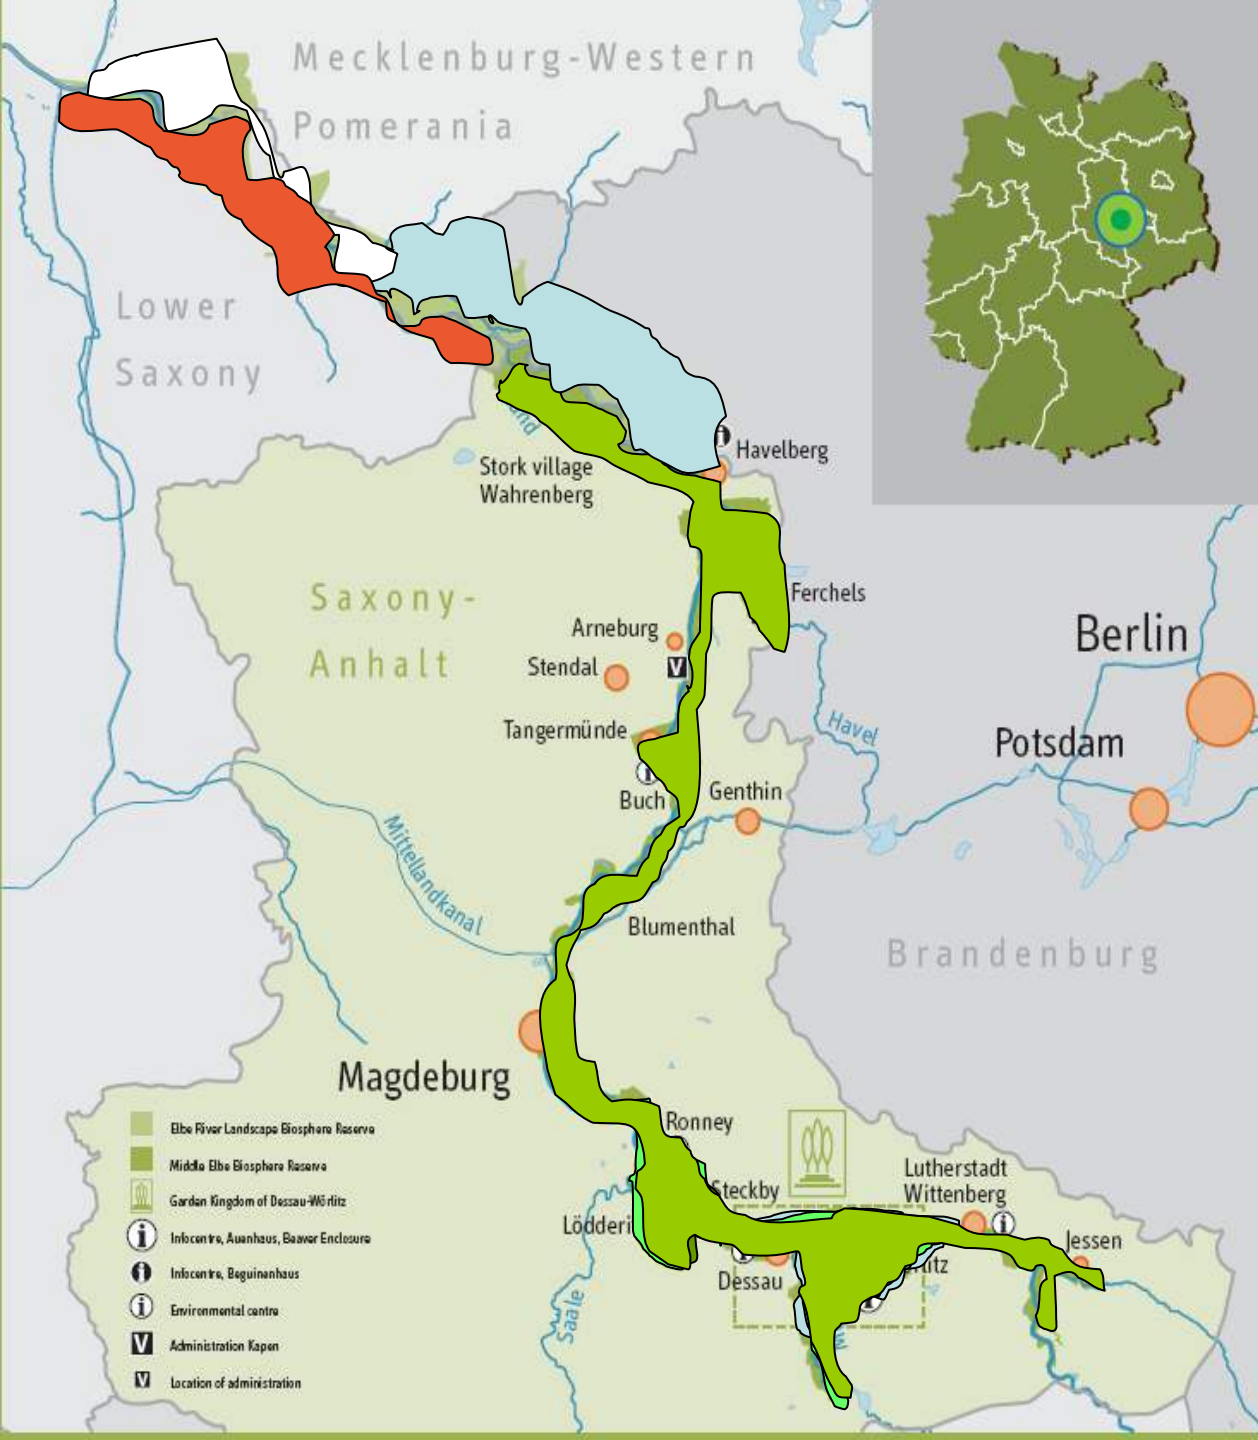 Mecklenburg-Western
Pomerania
Lower
Saxony
Havelberg
Stork village
Wahrenberg
Saxony-
Anhalt
Ferchels
Arneburg
Stendal
V
Berlin
Tangermünde
Havel
Potsdam
i
Buch
Genthin
Mittellandkanal
Blumenthal
Brandenburg
Magdeburg
Elbe River Landscape Biosphere Reserve
Ronney
Middle Elbe Biosphere Reserve
Lutherstadt
Wittenberg
Steckby
Garden Kingdom of Dessau-Wörlitz
i
Infocentre, Auenhaus, Beaver Enclosure
Lödderi
Jessen
i
Infocentre, Beguinenhaus
Dessau
i
Environmental centre
Saale
V
Administration Kapen
V
Location of administration